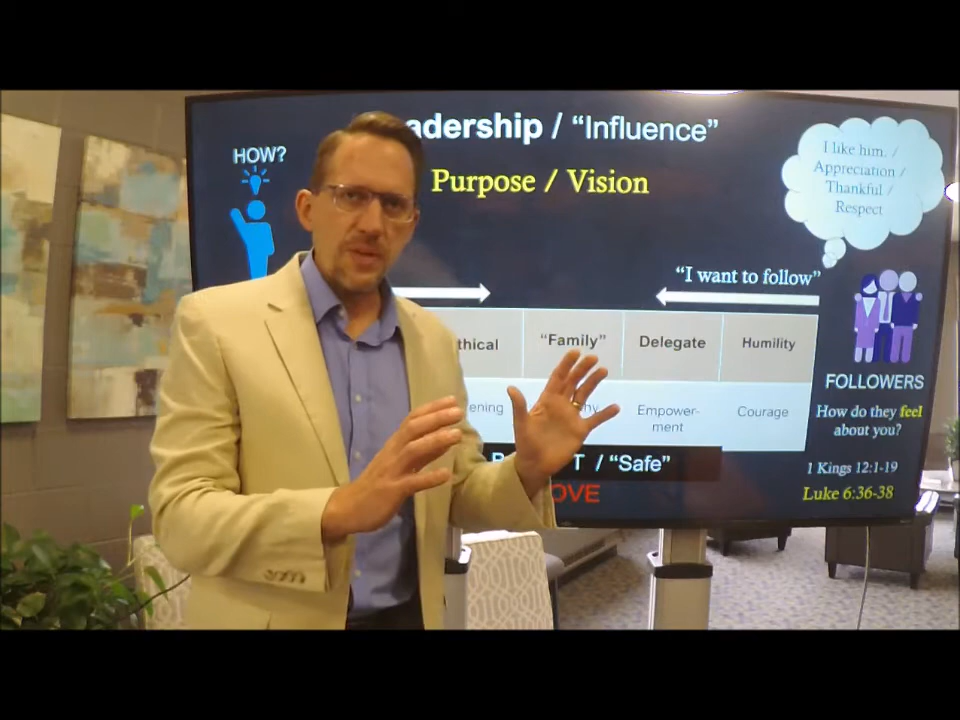 adership / “Influence”
HOW?
Purpose / Vision
I like him. /
Appreciation /
Thankful /
Respect
“I want to follow”
thical “Family” Delegate Humility
FOLLOWERS
ening hy Empower-
ment
Courage
How do they feel
about you?
T / “Safe”
1 Kings 12:1-19
OVE
Luke 6:36-38